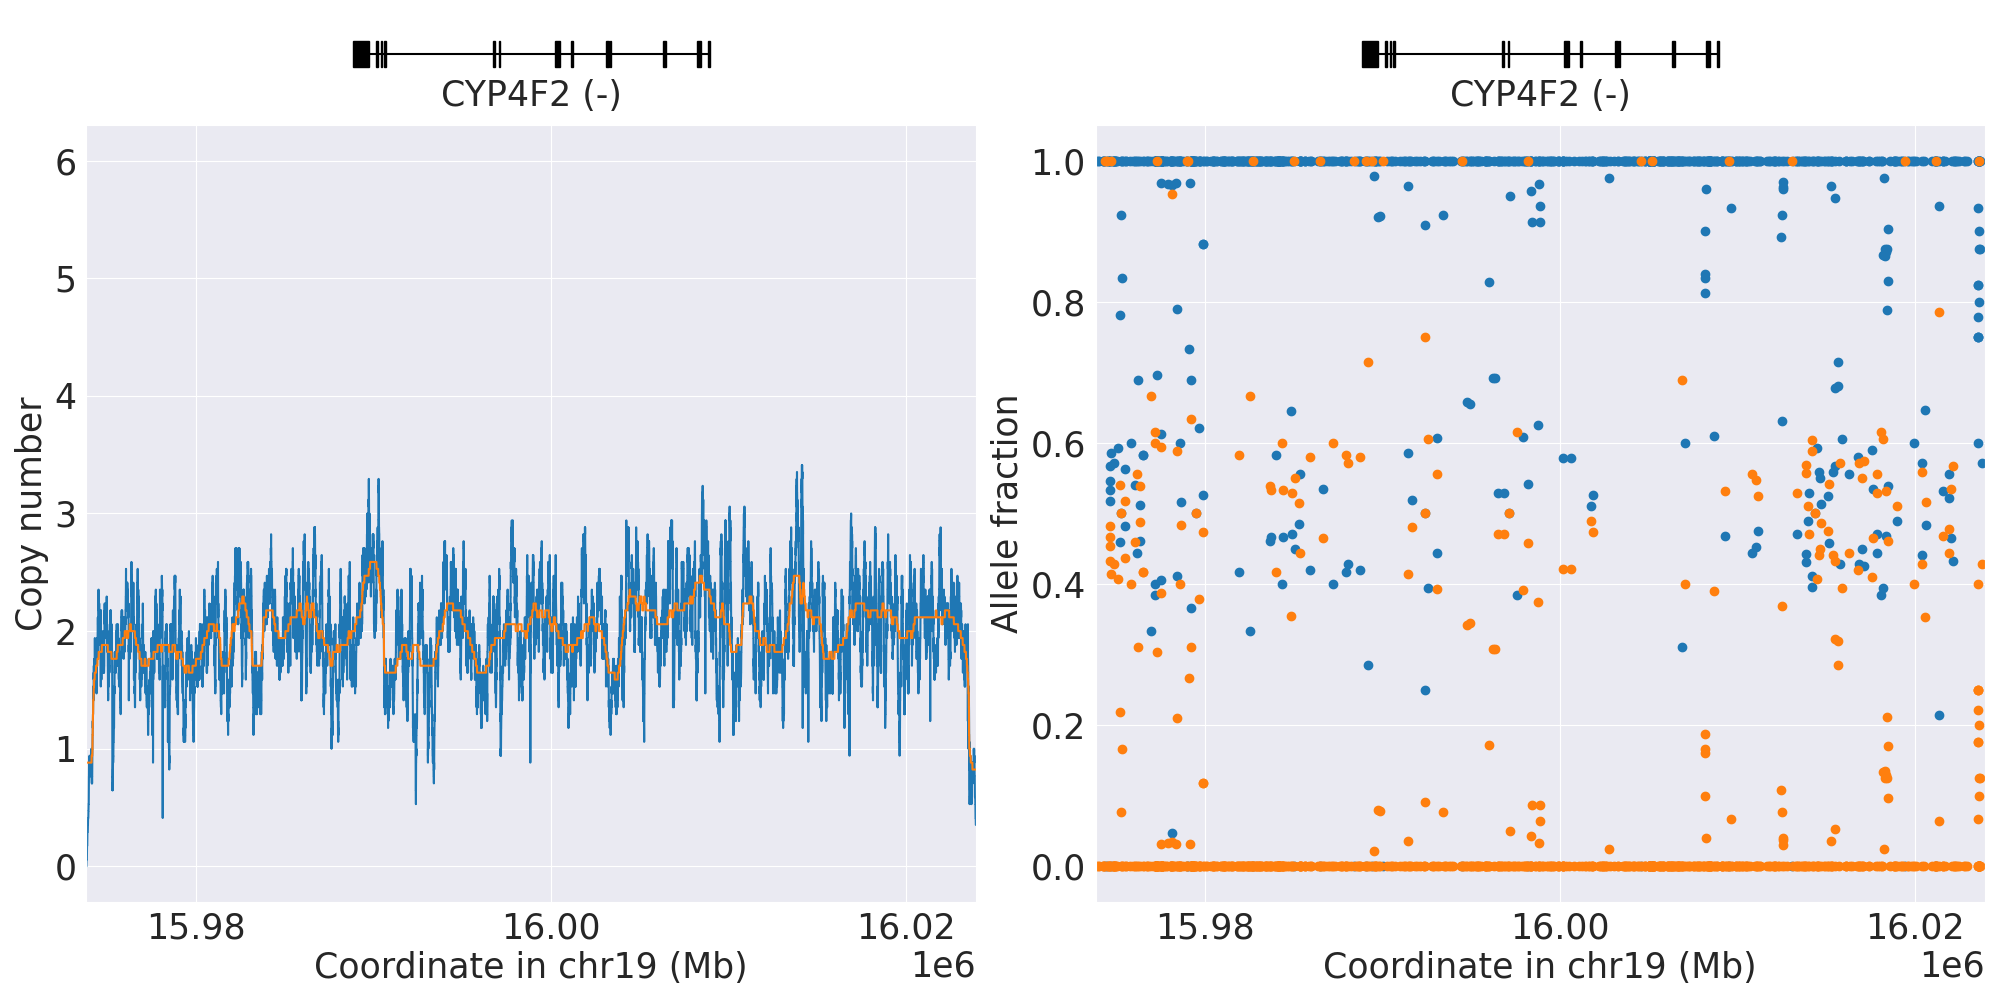 CYP4F2 (-)
6
5
4
3
2
1
0
Copy number
15.98
16.00
16.02
Coordinate in chr19 (Mb)
1e6
CYP4F2 (-)
1.0
0.8
0.6
0.4
0.2
0.0
Allele fraction
15.98
16.00
16.02
Coordinate in chr19 (Mb)
1e6